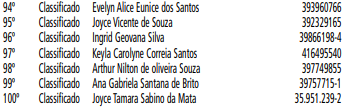 94º Classificado Evelyn Alice Eunice dos Santos 393960766
95º Classificado Joyce Vicente de Souza 392329165
96º Classificado Ingrid Geovana Silva 39866198-4
97º Classificado Keyla Carolyne Correia Santos 416495540
98º Classificado Arthur Nilton de oliveira Souza 397749855
99º Classificado Ana Gabriela Santana de Brito 39757715-1
100º Classificado Joyce Tamara Sabino da Mata 35.951.239-2